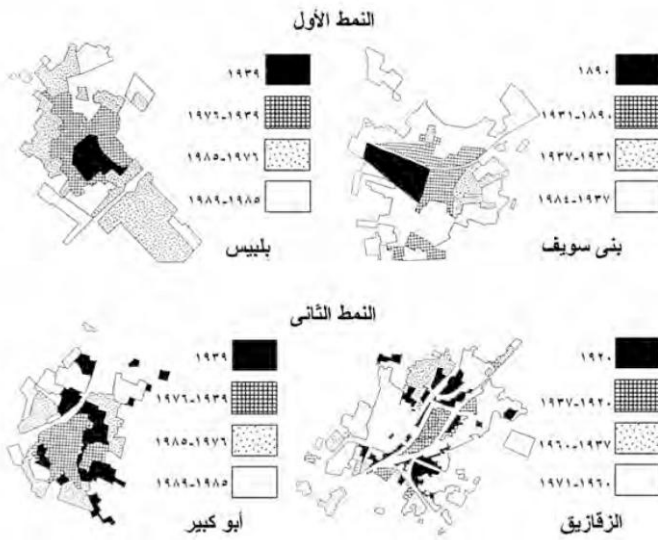 النمط الأول
١٨٩٠
١٩٣١-١٨٩٠
١٩٣٧-١٩٣١
١٩٨٤-١٩٣٧
بنى سويف
١٩٣٩
١٩٧٦-١٩٣٩
١٩٨٥-١٩٧٦
١٩٨٩-١٩٨٥
بلبيس
النمط الثانى
١٩٢٠
١٩٣٧-١٩٢٠
١٩٦٠-١٩٣٧
١٩٧١-١٩٦٠
الزقازيق
١٩٣٩
١٩٧٦-١٩٣٩
١٩٨٥-١٩٧٦
١٩٨٩-١٩٨٥
أبو كبير